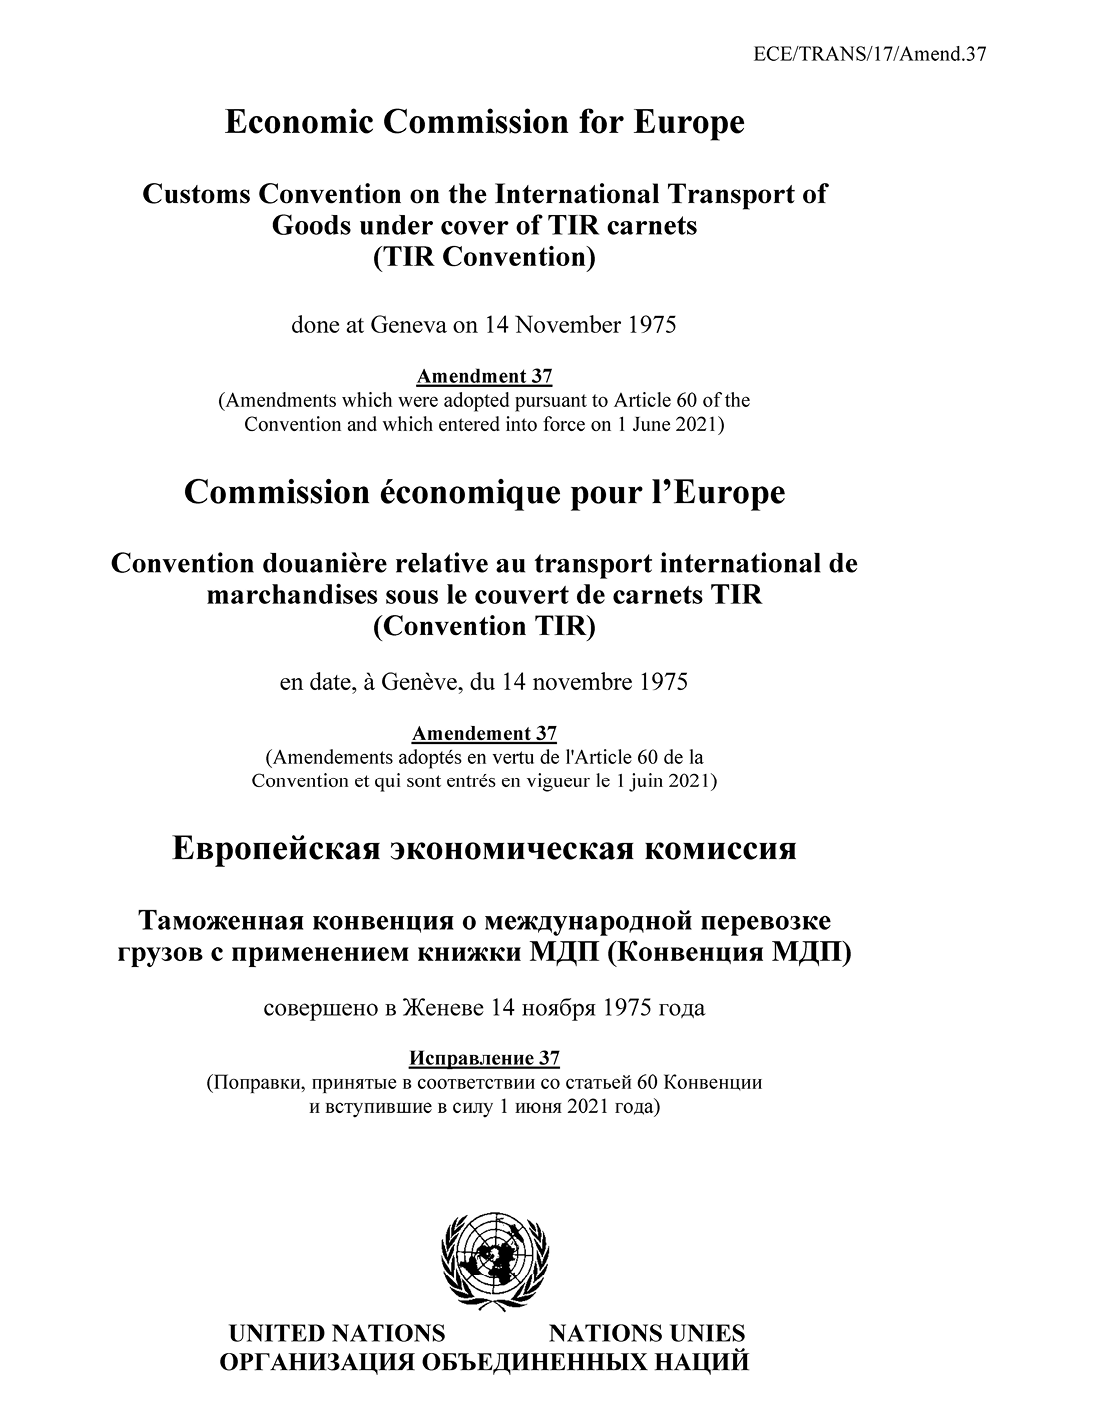 ECE/TRANS/17/Amend.37
Economic Commission for Europe
Customs Convention on the International Transport of
Goods under cover of TIR carnets
(TIR Convention)
done at Geneva on 14 November 1975
Amendment 37
(Amendments which were adopted pursuant to Article 60 of the
Convention and which entered into force on 1 June 2021)
Commission économique pour l’Europe
Convention douanière relative au transport international de
marchandises sous le couvert de carnets TIR
(Convention TIR)
en date, à Genève, du 14 novembre 1975
Amendement 37
(Amendements adoptés en vertu de l'Article 60 de la
Convention et qui sont entrés en vigueur le 1 juin 2021)
Европейская экономическая комиссия
Таможенная конвенция о международной перевозке
грузов с применением книжки МДП (Конвенция МДП)
совершено в Женеве 14 ноября 1975 года
Исправление 37
(Поправки, принятые в соответствии со статьей 60 Конвенции
и вступившие в силу 1 июня 2021 года)
UNITED NATIONS NATIONS UNIES
ОРГАНИЗАЦИЯ ОБЪЕДИНЕННЫХ НАЦИЙ